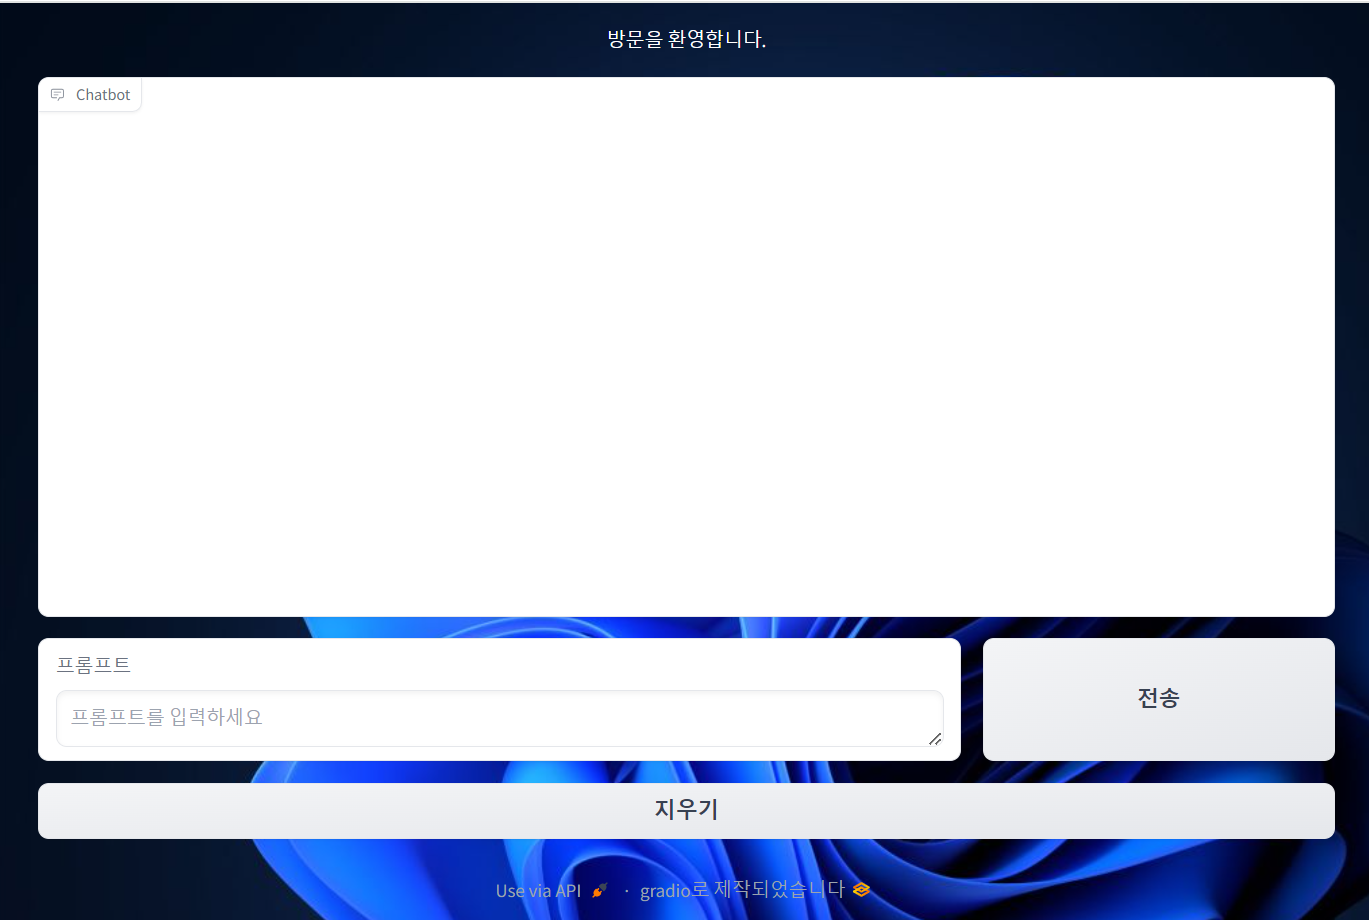 방문을 환영합니다.
Chatbot
프롬프트
프롬프트를 입력하세요
전송
지우기
Use via API · gradio로 제작되었습니다